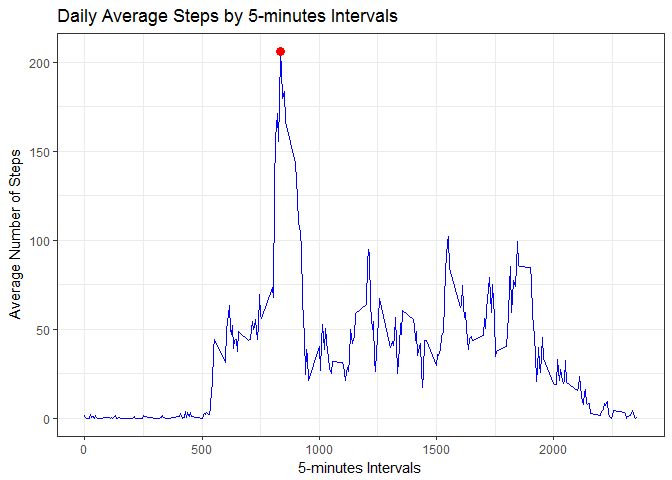 Daily Average Steps by 5-minutes Intervals
Average Number of Steps
200
150
100
50
0
0 500 1000 1500 2000
5-minutes Intervals